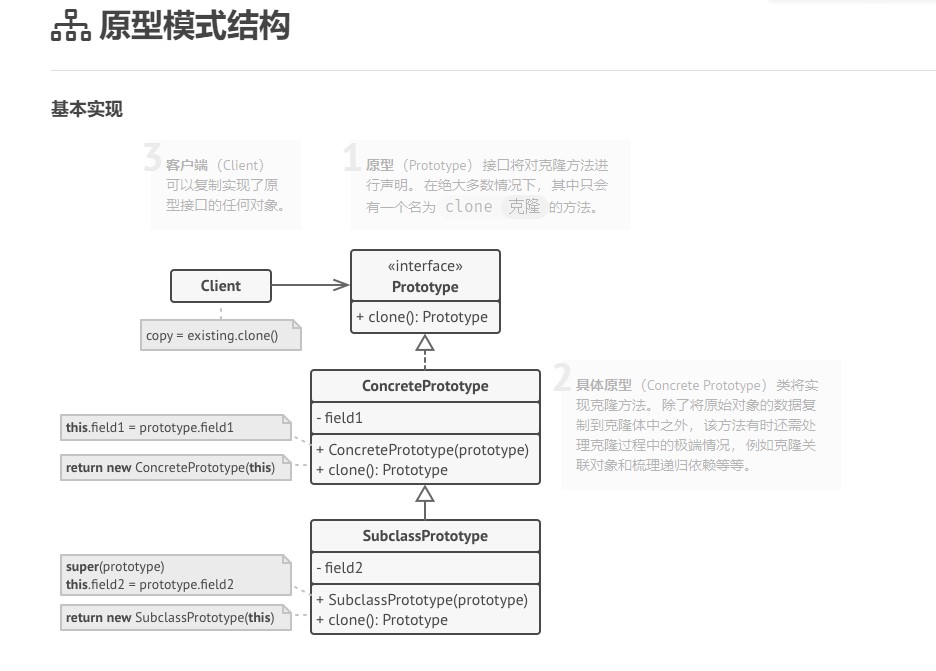 原型模式结构
基本实现
3 客户端（Client）
可以复制实现了原
型接口的任何对象。
1 原型（Prototype）接口将对克隆方法进
行声明。在绝大多数情况下，其中只会
有一个名为 clone 克隆 的方法。
Client
copy = existing.clone()
«interface»
Prototype
+ clone(): Prototype
2 具体原型（Concrete Prototype）类将实
现克隆方法。除了将原始对象的数据复
制到克隆体中之外，该方法有时还需处
理克隆过程中的极端情况，例如克隆关
联对象和梳理递归依赖等等。
ConcretePrototype
- field1
+ ConcretePrototype(prototype)
+ clone(): Prototype
this.field1 = prototype.field1
return new ConcretePrototype(this)
SubclassPrototype
- field2
+ SubclassPrototype(prototype)
+ clone(): Prototype
super(prototype)
this.field2 = prototype.field2
return new SubclassPrototype(this)